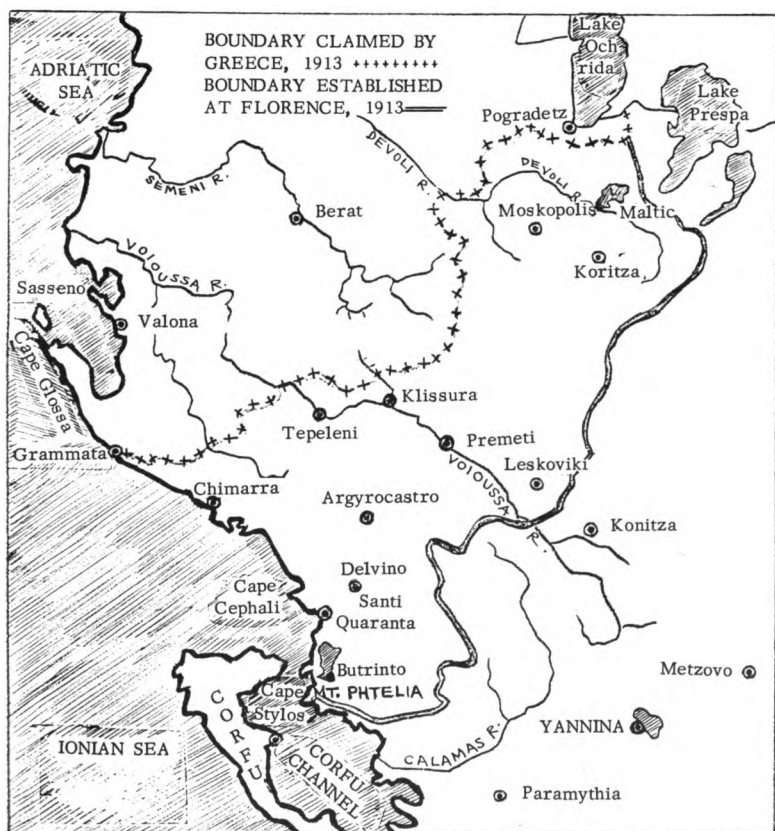 BOUNDARY CLAIMED BY
GREECE, 1913 +++++++++
BOUNDARY ESTABLISHED
AT FLORENCE, 1913
Lake
Och
rida
ADRIATIC
SEA
Lake
Prespa
Pogradetz
DEVOLI R.
SEMENI R.
DEVOLI R.
Berat
Moskopolis
Maltic
VOIOUSSA R.
Koritza
Sasseno
Valona
Cape Glossa
Klissura
Tepeleni
Premeti
Grammata
VOIOUSSA R.
Leskoviki
Chimarra
Argyrocastro
Konitza
Delvino
Cape
Cephali
Santi
Quaranta
Butrinto
Metzovo
MT. PHTELIA
Cape
Stylos
CORFU
YANNINA
IONIAN SEA
CORFU
CHANNEL
CALAMAS R.
Paramythia